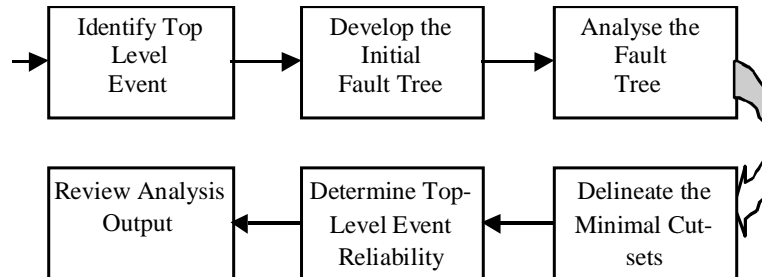 Identify Top
Level
Event
Develop the
Initial
Fault Tree
Analyse the
Fault
Tree
Delineate the
Minimal Cut-
sets
Determine Top-
Level Event
Reliability
Review Analysis
Output